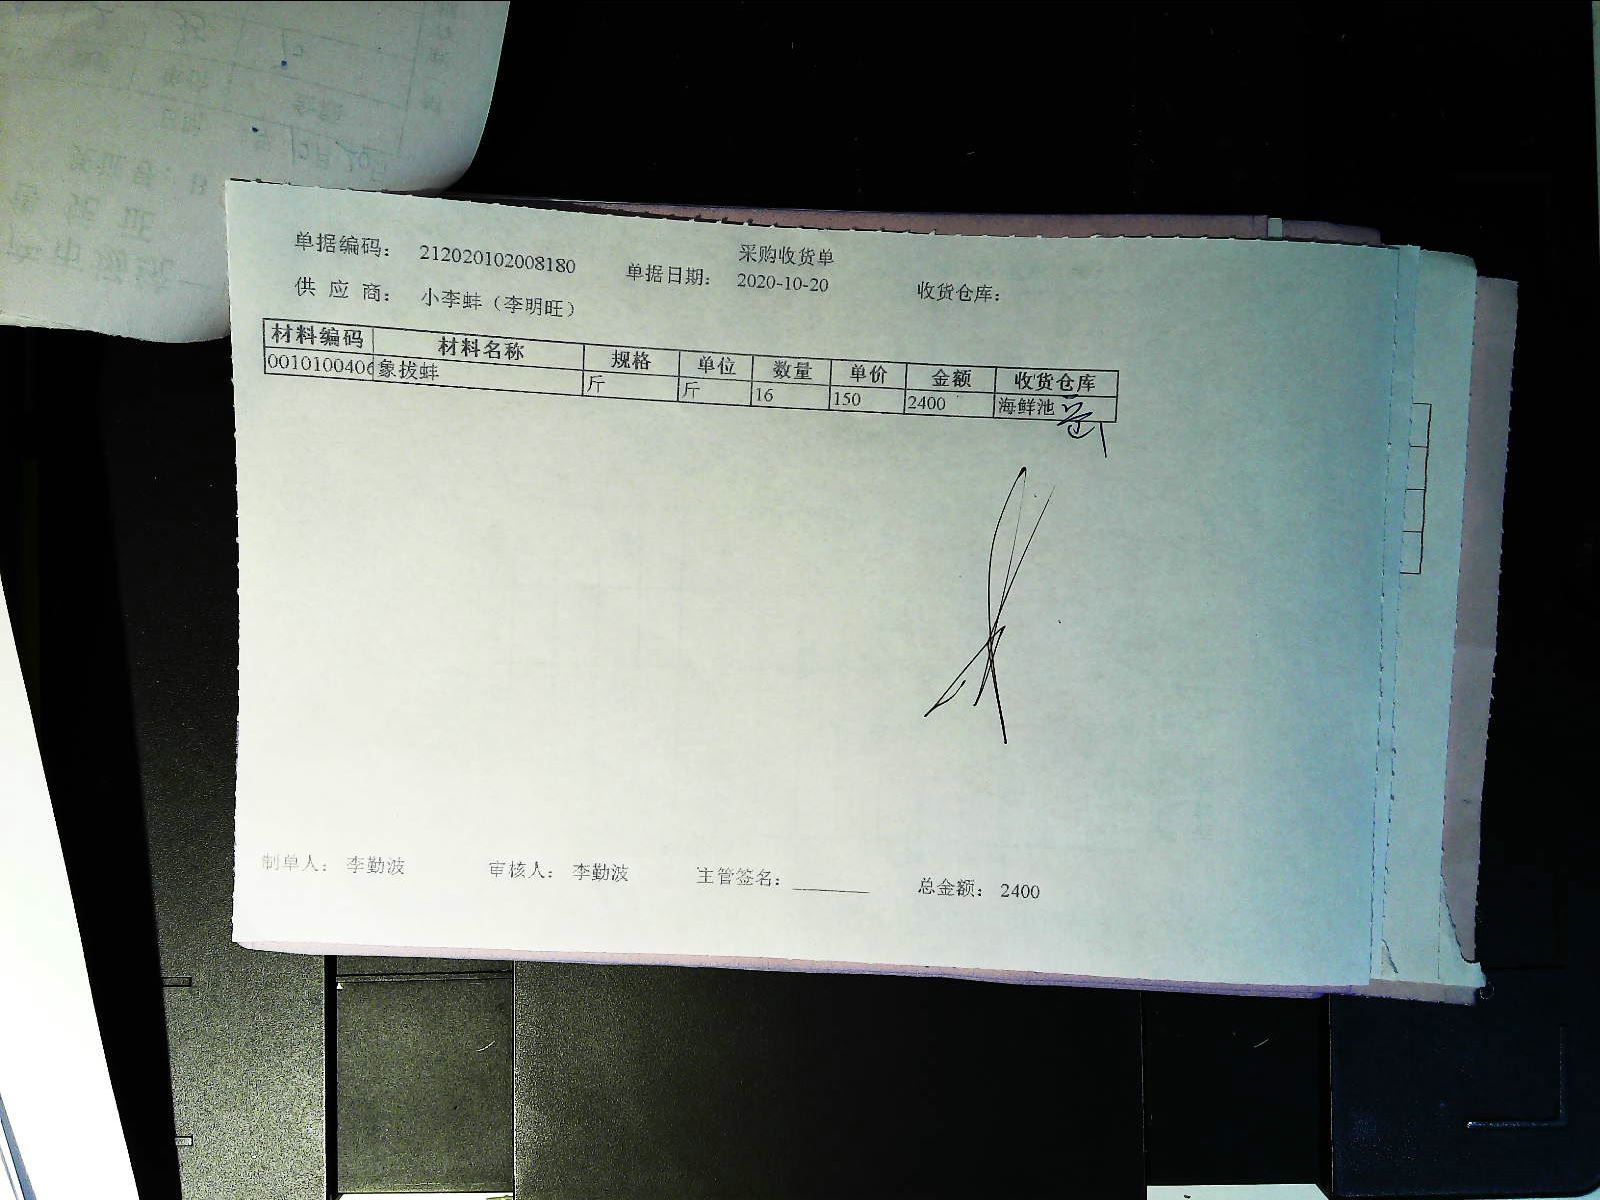 采购收货单
单据编码： 212020102008180 单据日期： 2020-10-20 收货仓库：
供 应 商： 小李蚌（李明旺）
材料编码 材料名称 规格 单位 数量 单价 金额 收货仓库
0010100406 象拔蚌 斤 斤 16 150 2400 海鲜池
制单人： 李勤波 审核人： 李勤波 主管签名：________ 总金额： 2400